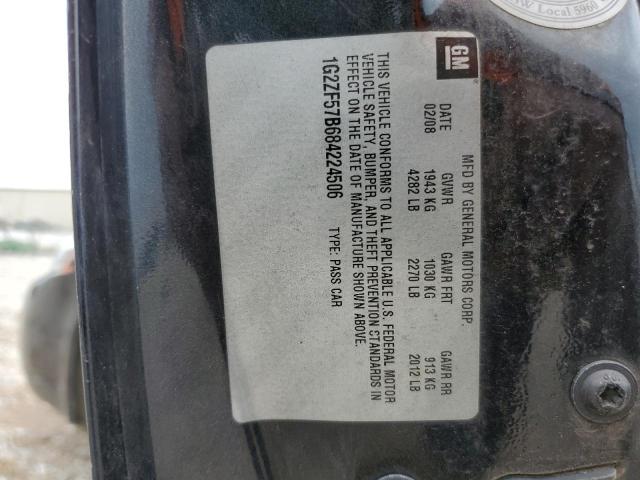 GM
MFD BY GENERAL MOTORS CORP.
DATE GVWR GAWR FRT GAWR RR
02/08 1943 KG 1030 KG 913 KG
4282 LB 2270 LB 2012 LB
THIS VEHICLE CONFORMS TO ALL APPLICABLE U.S. FEDERAL MOTOR
VEHICLE SAFETY, BUMPER, AND THEFT PREVENTION STANDARDS IN
EFFECT ON THE DATE OF MANUFACTURE SHOWN ABOVE.
1G2ZF57B684224506 TYPE: PASS CAR
Local 5960